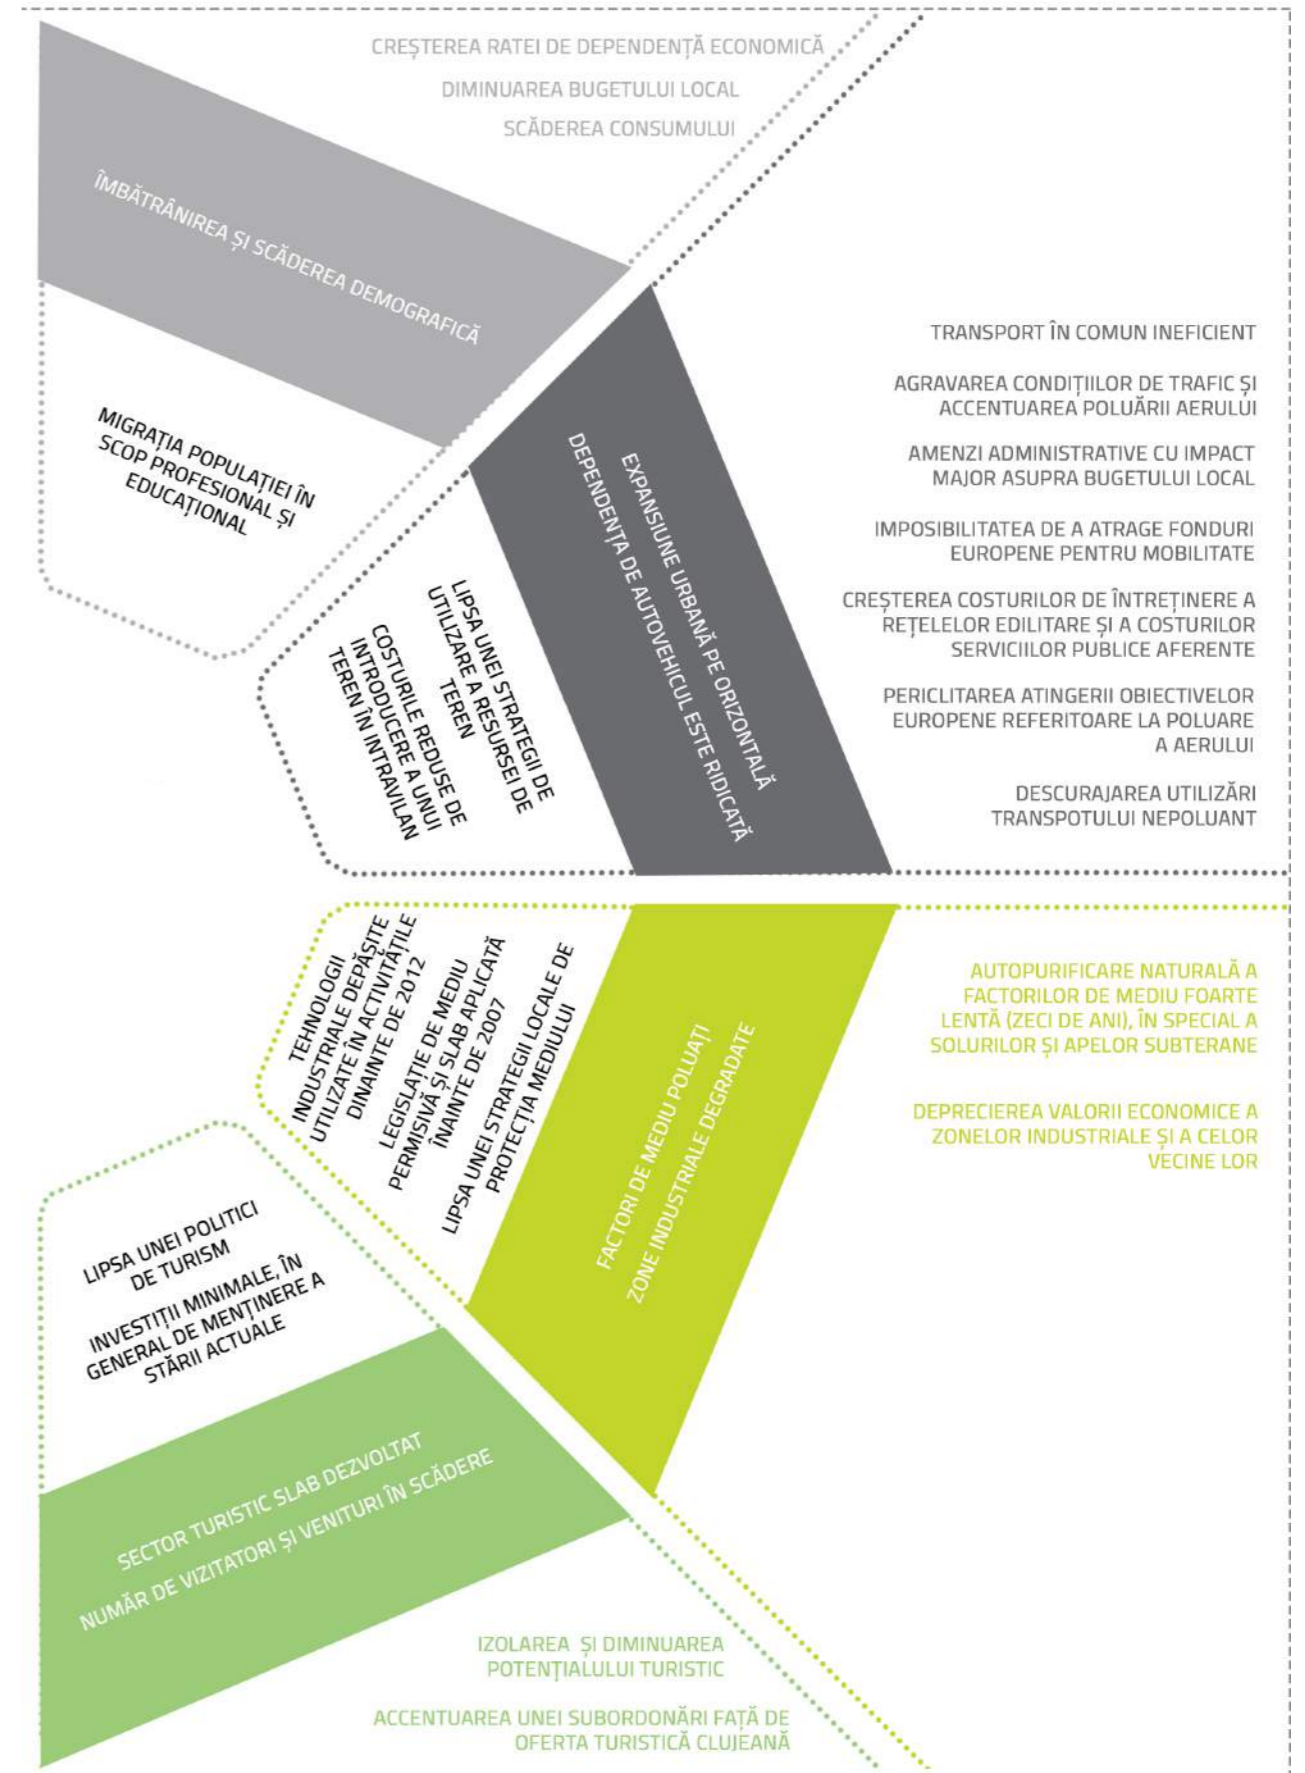 CREȘTEREA RATEI DE DEPENDENȚĂ ECONOMICĂ
DIMINUAREA BUGETULUI LOCAL
SCĂDEREA CONSUMULUI
ÎMBĂTRÂNIREA ȘI SCĂDEREA DEMOGRAFICĂ
MIGRAȚIA POPULAȚIEI ÎN
SCOP PROFESIONAL ȘI
EDUCAȚIONAL
EXPANSIUNE URBANĂ PE ORIZONTALĂ
DEPENDENȚA DE AUTOVEHICUL ESTE RIDICATĂ
LIPSA UNEI STRATEGII DE
UTILIZARE A RESURSEI DE
TEREN
COSTURILE REDUSE DE
INTRODUCERE A UNUI
TEREN ÎN INTRAVILAN
TRANSPORT ÎN COMUN INEFICIENT
AGRAVAREA CONDIȚIILOR DE TRAFIC ȘI
ACCENTUAREA POLUĂRII AERULUI
AMENZI ADMINISTRATIVE CU IMPACT
MAJOR ASUPRA BUGETULUI LOCAL
IMPOSIBILITATEA DE A ATRAGE FONDURI
EUROPENE PENTRU MOBILITATE
CREȘTEREA COSTURILOR DE ÎNTREȚINERE A
REȚELELOR EDILITARE ȘI A COSTURILOR
SERVICIILOR PUBLICE AFERENTE
PERICLITAREA ATINGERII OBIECTIVELOR
EUROPENE REFERITOARE LA POLUARE
A AERULUI
DESCURAJAREA UTILIZĂRI
TRANSPOTULUI NEPOLUANT
TEHNOLOGII
INDUSTRIALE DEPĂȘITE
UTILIZATE ÎN ACTIVITĂȚILE
DINAINTE DE 2012
LEGISLAȚIE DE MEDIU
PERMISIVĂ ȘI SLAB APLICATĂ
ÎNAINTE DE 2007
LIPSA UNEI STRATEGII LOCALE DE
PROTECȚIA MEDIULUI
FACTORI DE MEDIU POLUAȚI
ZONE INDUSTRIALE DEGRADATE
AUTOPURIFICARE NATURALĂ A
FACTORILOR DE MEDIU FOARTE
LENTĂ (ZECI DE ANI), ÎN SPECIAL A
SOLURILOR ȘI APELOR SUBTERANE
DEPRECIEREA VALORII ECONOMICE A
ZONELOR INDUSTRIALE ȘI A CELOR
VECINE LOR
LIPSA UNEI POLITICI
DE TURISM
INVESTIȚII MINIMALE, ÎN
GENERAL DE MENȚINERE A
STĂRII ACTUALE
SECTOR TURISTIC SLAB DEZVOLTAT
NUMĂR DE VIZITATORI ȘI VENITURI ÎN SCĂDERE
IZOLAREA ȘI DIMINUAREA
POTENȚIALULUI TURISTIC
ACCENTUAREA UNEI SUBORDONĂRI FAȚĂ DE
OFERTA TURISTICĂ CLUJEANĂ